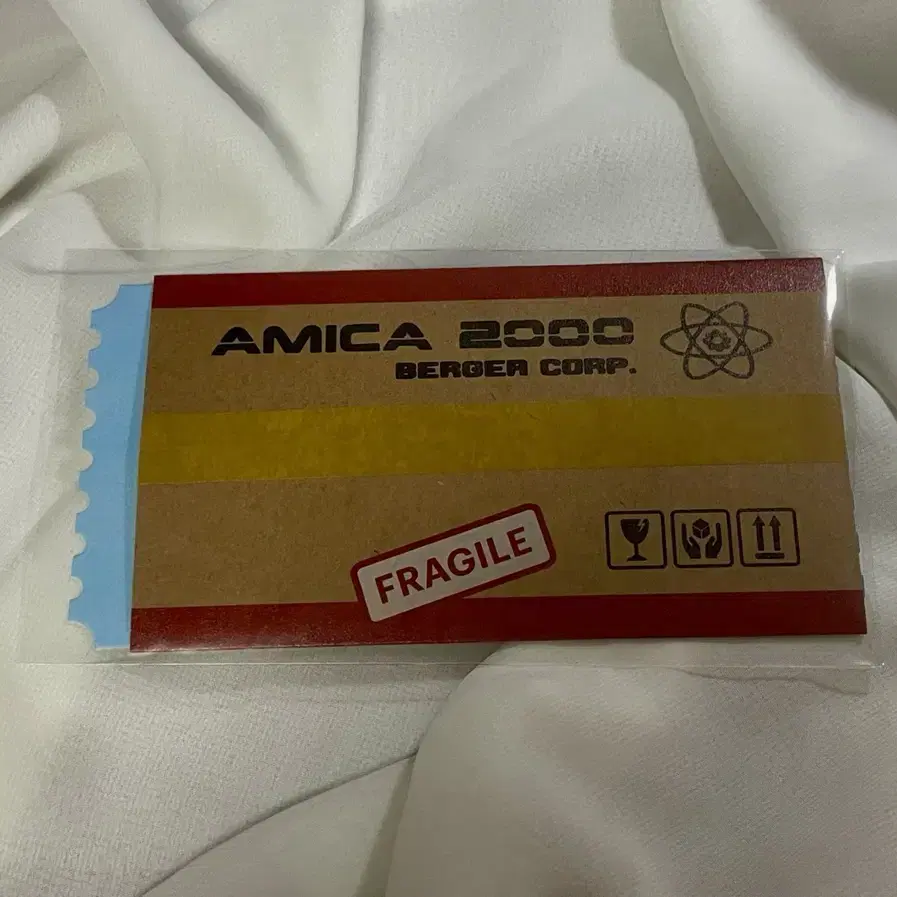 AMICA 2000
BERGER CORP.
FRAGILE